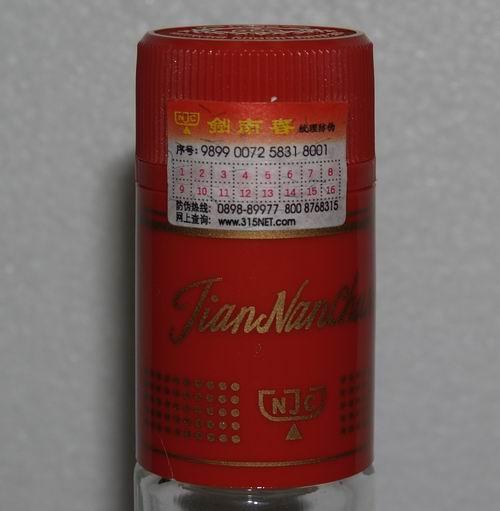 NJC 劍南春 纹理防伪
序号: 9899 0072 5831 8001
1 2 3 4 5 6 7 8
9 10 11 12 13 14 15 16
防伪热线: 0898-89977 800 8768315
网上查询: www.315NET.com
JianNanChun
NJC